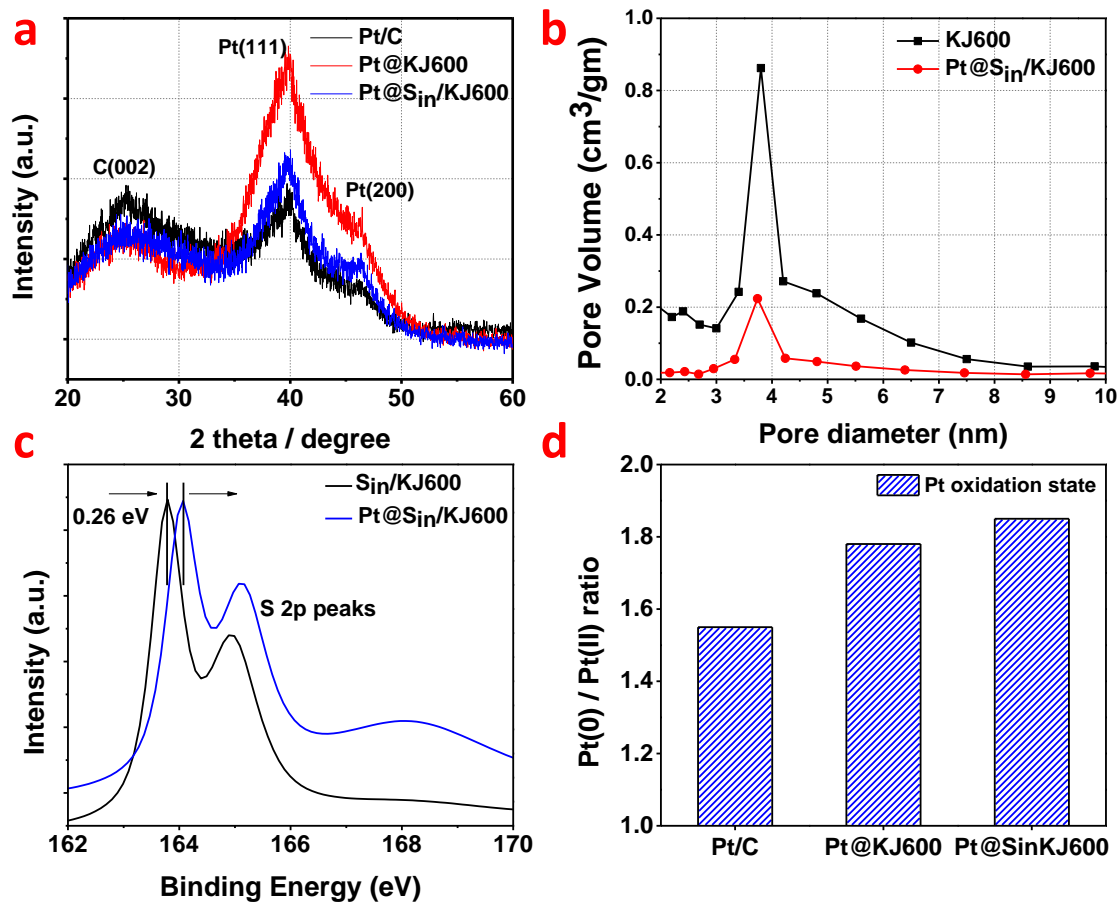 a
Pt(111)
Pt/C
Pt@KJ600
Pt@Sin/KJ600
C(002)
Pt(200)
Intensity (a.u.)
20 30 40 50 60
2 theta / degree
b
KJ600
Pt@Sin/KJ600
Pore Volume (cm3/gm)
1.0
0.8
0.6
0.4
0.2
0.0
2 3 4 5 6 7 8 9 10
Pore diameter (nm)
c
0.26 eV
Sin/KJ600
Pt@Sin/KJ600
S 2p peaks
Intensity (a.u.)
162 164 166 168 170
Binding Energy (eV)
d
Pt oxidation state
Pt(0) / Pt(II) ratio
2.0
1.8
1.6
1.4
1.2
1.0
Pt/C Pt@KJ600 Pt@SinKJ600